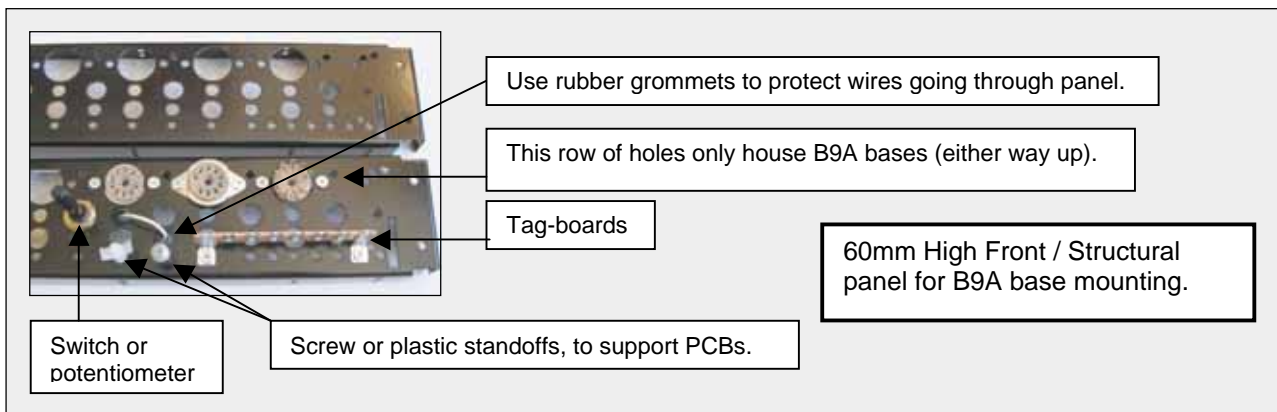 Use rubber grommets to protect wires going through panel.
This row of holes only house B9A bases (either way up).
Tag-boards
60mm High Front / Structural
panel for B9A base mounting.
Switch or
potentiometer
Screw or plastic standoffs, to support PCBs.